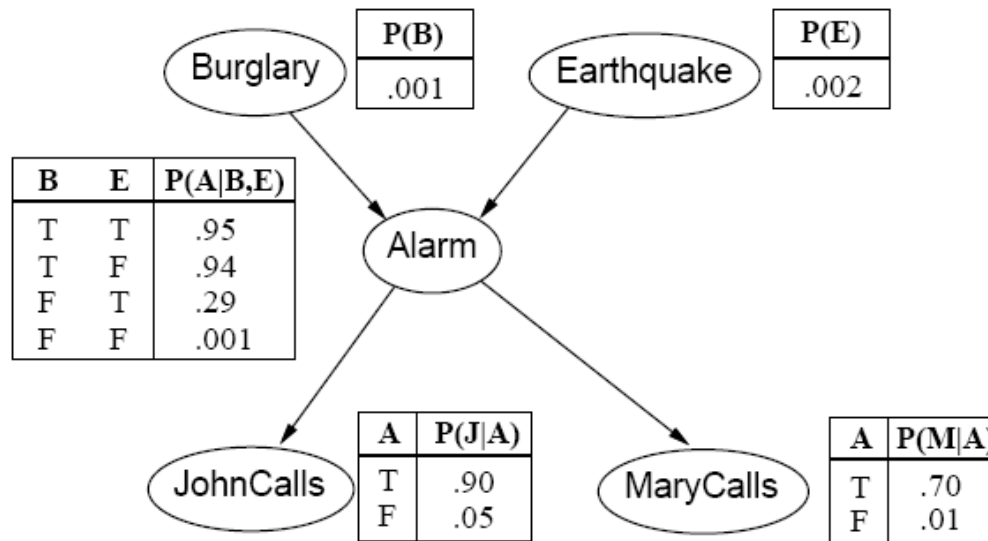 Burglary
P(B)
.001
Earthquake
P(E)
.002
B E P(A|B,E)
T T .95
T F .94
F T .29
F F .001
Alarm
JohnCalls
A P(J|A)
T .90
F .05
MaryCalls
A P(M|A)
T .70
F .01